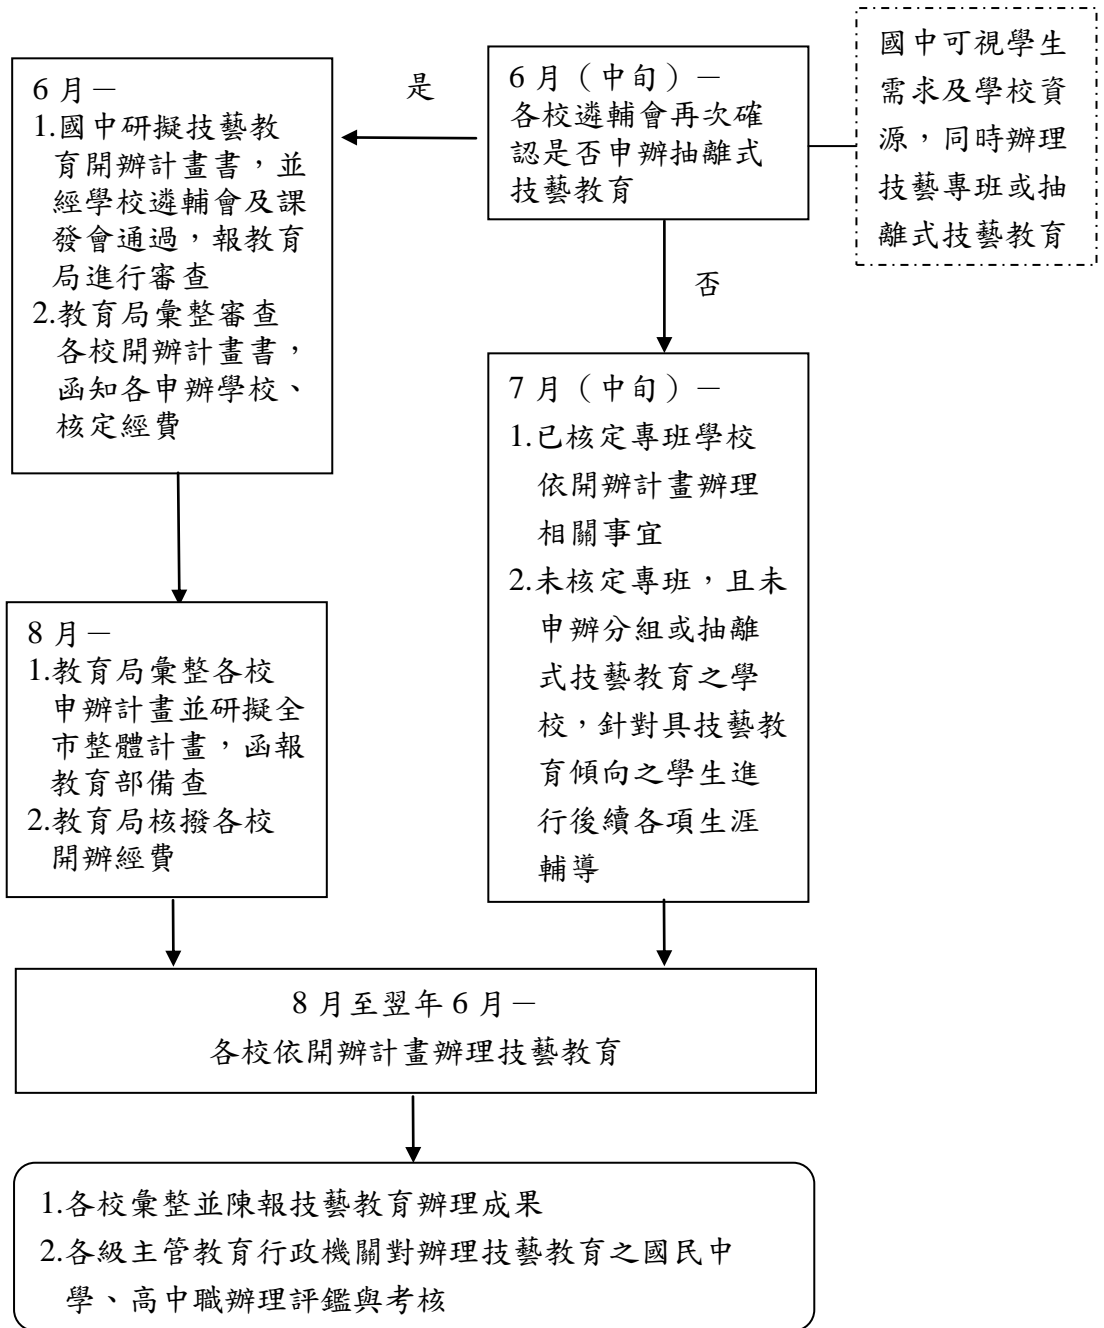 國中可視學生
需求及學校資
源，同時辦理
技藝專班或抽
離式技藝教育
6 月（中旬）－
各校遴輔會再次確
認是否申辦抽離式
技藝教育
是
6 月－
1.國中研擬技藝教
育開辦計畫書，並
經學校遴輔會及課
發會通過，報教育
局進行審查
2.教育局彙整審查
各校開辦計畫書，
函知各申辦學校、
核定經費
否
7 月（中旬）－
1.已核定專班學校
依開辦計畫辦理
相關事宜
2.未核定專班，且未
申辦分組或抽離
式技藝教育之學
校，針對具技藝教
育傾向之學生進
行後續各項生涯
輔導
8 月－
1.教育局彙整各校
申辦計畫並研擬全
市整體計畫，函報
教育部備查
2.教育局核撥各校
開辦經費
8 月至翌年 6 月－
各校依開辦計畫辦理技藝教育
1.各校彙整並陳報技藝教育辦理成果
2.各級主管教育行政機關對辦理技藝教育之國民中
學、高中職辦理評鑑與考核